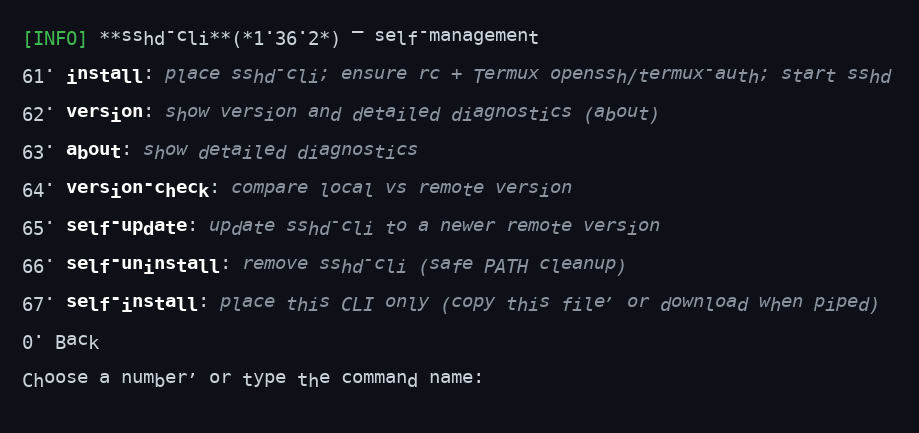 [INFO] **sshd-cli**(*1.36.2*) — self-management
61. install: place sshd-cli; ensure rc + Termux openssh/termux-auth; start sshd
62. version: show version and detailed diagnostics (about)
63. about: show detailed diagnostics
64. version-check: compare local vs remote version
65. self-update: update sshd-cli to a newer remote version
66. self-uninstall: remove sshd-cli (safe PATH cleanup)
67. self-install: place this CLI only (copy this file, or download when piped)
0. Back
Choose a number, or type the command name: